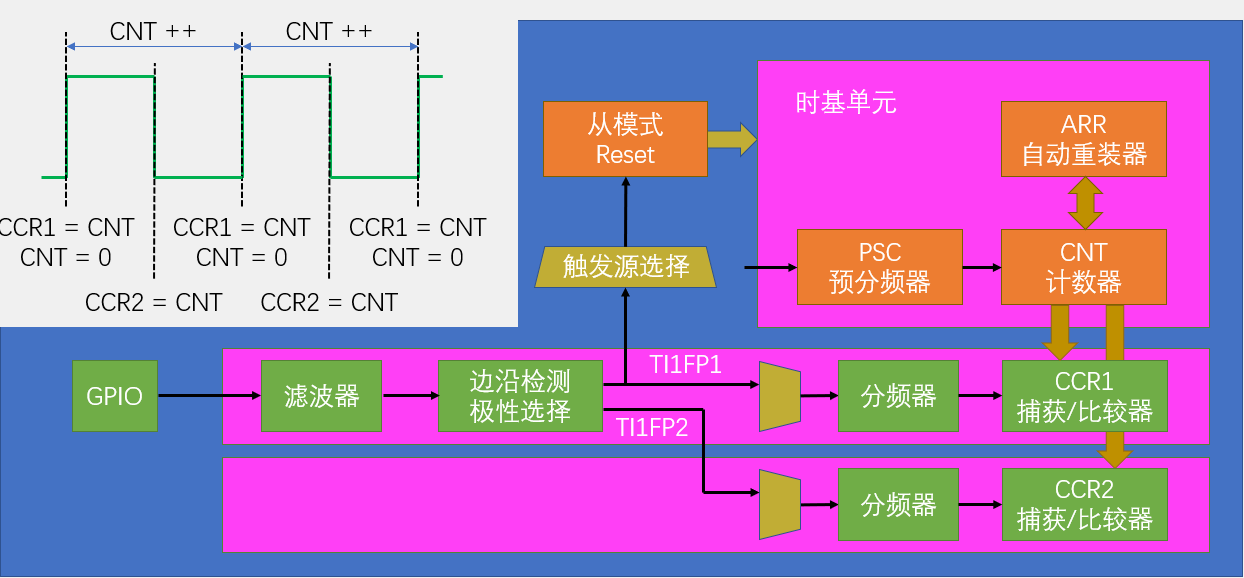 CNT ++
CNT ++
CCR1 = CNT
CNT = 0
CCR1 = CNT
CNT = 0
CCR1 = CNT
CNT = 0
CCR2 = CNT
CCR2 = CNT
从模式
Reset
时基单元
ARR
自动重装器
触发源选择
PSC
预分频器
CNT
计数器
GPIO
滤波器
边沿检测
极性选择
TI1FP1
TI1FP2
分频器
CCR1
捕获/比较器
分频器
CCR2
捕获/比较器